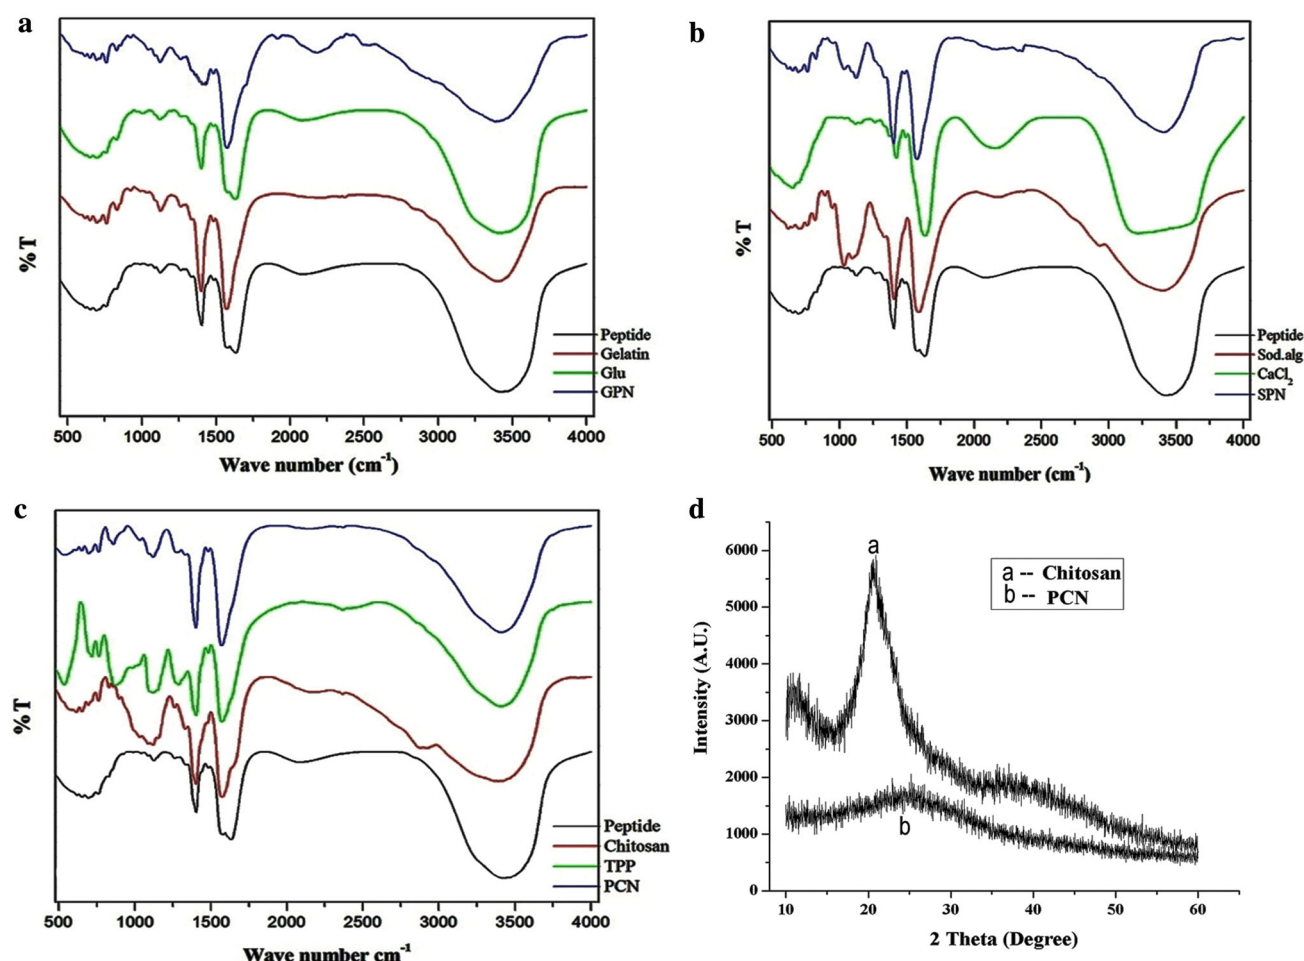 a
%T
Peptide
Gelatin
Glu
GPN
500 1000 1500 2000 2500 3000 3500 4000
Wave number (cm⁻¹)
b
%T
Peptide
Sod.alg
CaCl₂
SPN
500 1000 1500 2000 2500 3000 3500 4000
Wave number (cm⁻¹)
c
%T
Peptide
Chitosan
TPP
PCN
500 1000 1500 2000 2500 3000 3500 4000
Wave number cm⁻¹
d
Intensity (A.U.)
6000
5000
4000
3000
2000
1000
0
a
b
a -- Chitosan
b -- PCN
10 20 30 40 50 60
2 Theta (Degree)